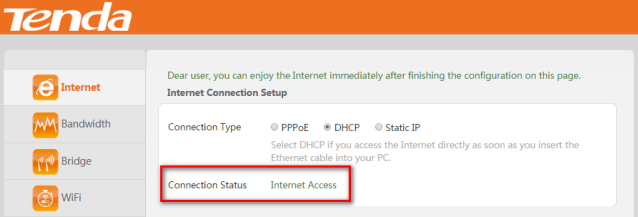 Tenda
Dear user, you can enjoy the Internet immediately after finishing the configuration on this page.
Internet
Internet Connection Setup
Bandwidth
Connection Type PPPoE DHCP Static IP
Select DHCP if you access the Internet directly as soon as you insert the
Ethernet cable into your PC.
Bridge
Connection Status Internet Access
WiFi